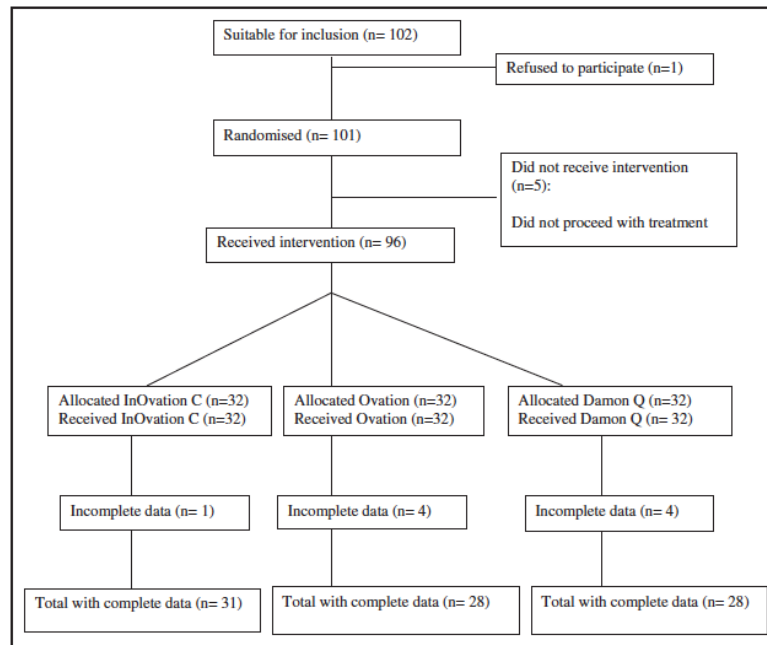 Suitable for inclusion (n= 102)
Refused to participate (n=1)
Randomised (n= 101)
Did not receive intervention
(n=5):
Did not proceed with treatment
Received intervention (n= 96)
Allocated InOvation C (n=32)
Received InOvation C (n=32)
Allocated Ovation (n=32)
Received Ovation (n=32)
Allocated Damon Q (n=32)
Received Damon Q (n= 32)
Incomplete data (n= 1)
Incomplete data (n= 4)
Incomplete data (n= 4)
Total with complete data (n= 31)
Total with complete data (n= 28)
Total with complete data (n= 28)